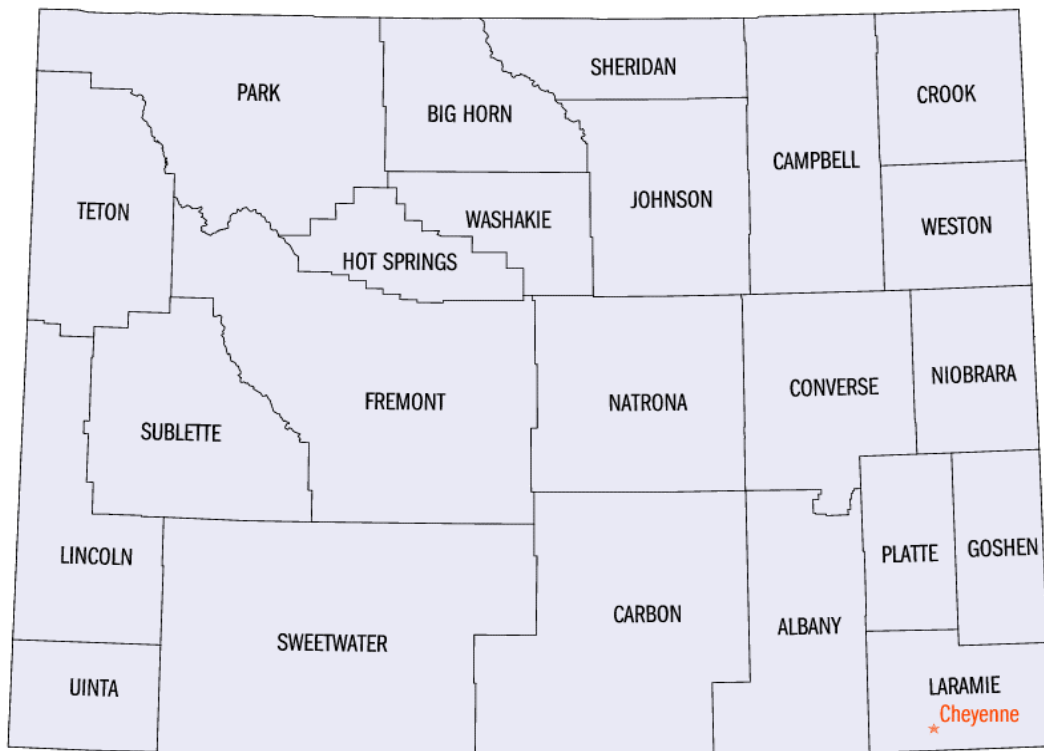 SHERIDAN
PARK
CROOK
BIG HORN
CAMPBELL
JOHNSON
TETON
WASHAKIE
WESTON
HOT SPRINGS
NIOBRARA
CONVERSE
FREMONT
NATRONA
SUBLETTE
LINCOLN
PLATTE
GOSHEN
CARBON
ALBANY
SWEETWATER
UINTA
LARAMIE
Cheyenne